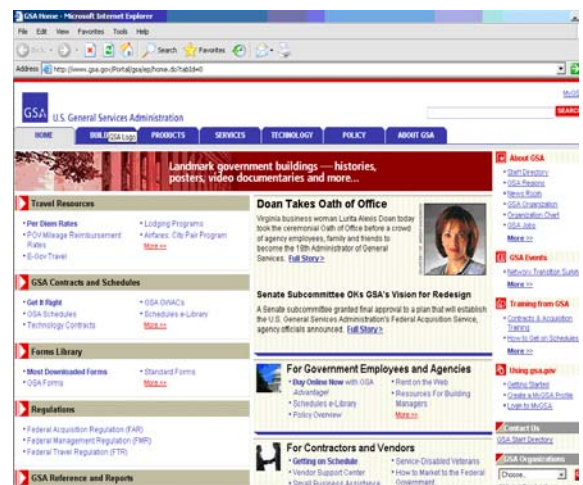 GSA Home - Microsoft Internet Explorer
File Edit View Favorites Tools Help
Back Search Favorites
Address http://www.gsa.gov/Portal/gsa/ep/home.do?tabId=0
MyGSA
GSA U.S. General Services Administration
SEARCH
HOME BUILD GSA Logo PRODUCTS SERVICES TECHNOLOGY POLICY ABOUT GSA
Landmark government buildings — histories,
posters, video documentaries and more...
Travel Resources
• Per Diem Rates
• POV Mileage Reimbursement
Rates
• E-Gov Travel
• Lodging Programs
• Airfares: City Pair Program
More >>
GSA Contracts and Schedules
• Get It Right
• GSA Schedules
• Technology Contracts
• GSA GWACs
• Schedules e-Library
More >>
Forms Library
• Most Downloaded Forms
• GSA Forms
• Standard Forms
More >>
Regulations
• Federal Acquisition Regulation (FAR)
• Federal Management Regulation (FMR)
• Federal Travel Regulation (FTR)
GSA Reference and Reports
Doan Takes Oath of Office
Virginia business woman Lurita Alexis Doan today
took the ceremonial Oath of Office before a crowd
of agency employees, family and friends to
become the 18th Administrator of General
Services. Full Story >
Senate Subcommittee OKs GSA's Vision for Redesign
A Senate subcommittee granted final approval to a plan that will establish
the U.S. General Services Administration's Federal Acquisition Service,
agency officials announced. Full Story >
For Government Employees and Agencies
• Buy Online Now with GSA
Advantage!
• Schedules e-Library
• Policy Overview
• Rent on the Web
• Resources For Building
Managers
More >>
For Contractors and Vendors
• Getting on Schedule
• Vendor Support Center
• Small Business Assistance
• Service-Disabled Veterans
• How to Market to the Federal
Government
About GSA
• Staff Directory
• GSA Regions
• News Room
• GSA Organization
• Organization Chart
• GSA Jobs
More >>
GSA Events
• Networx Transition Summ
Training from GSA
• Contracts & Acquisition
Training
• How to Get on Schedules
More >>
Using gsa.gov
• Getting Started
• Create a MyGSA Profile
• Login to MyGSA
Contact Us
GSA Staff Directory
GSA Organizations
Choose..